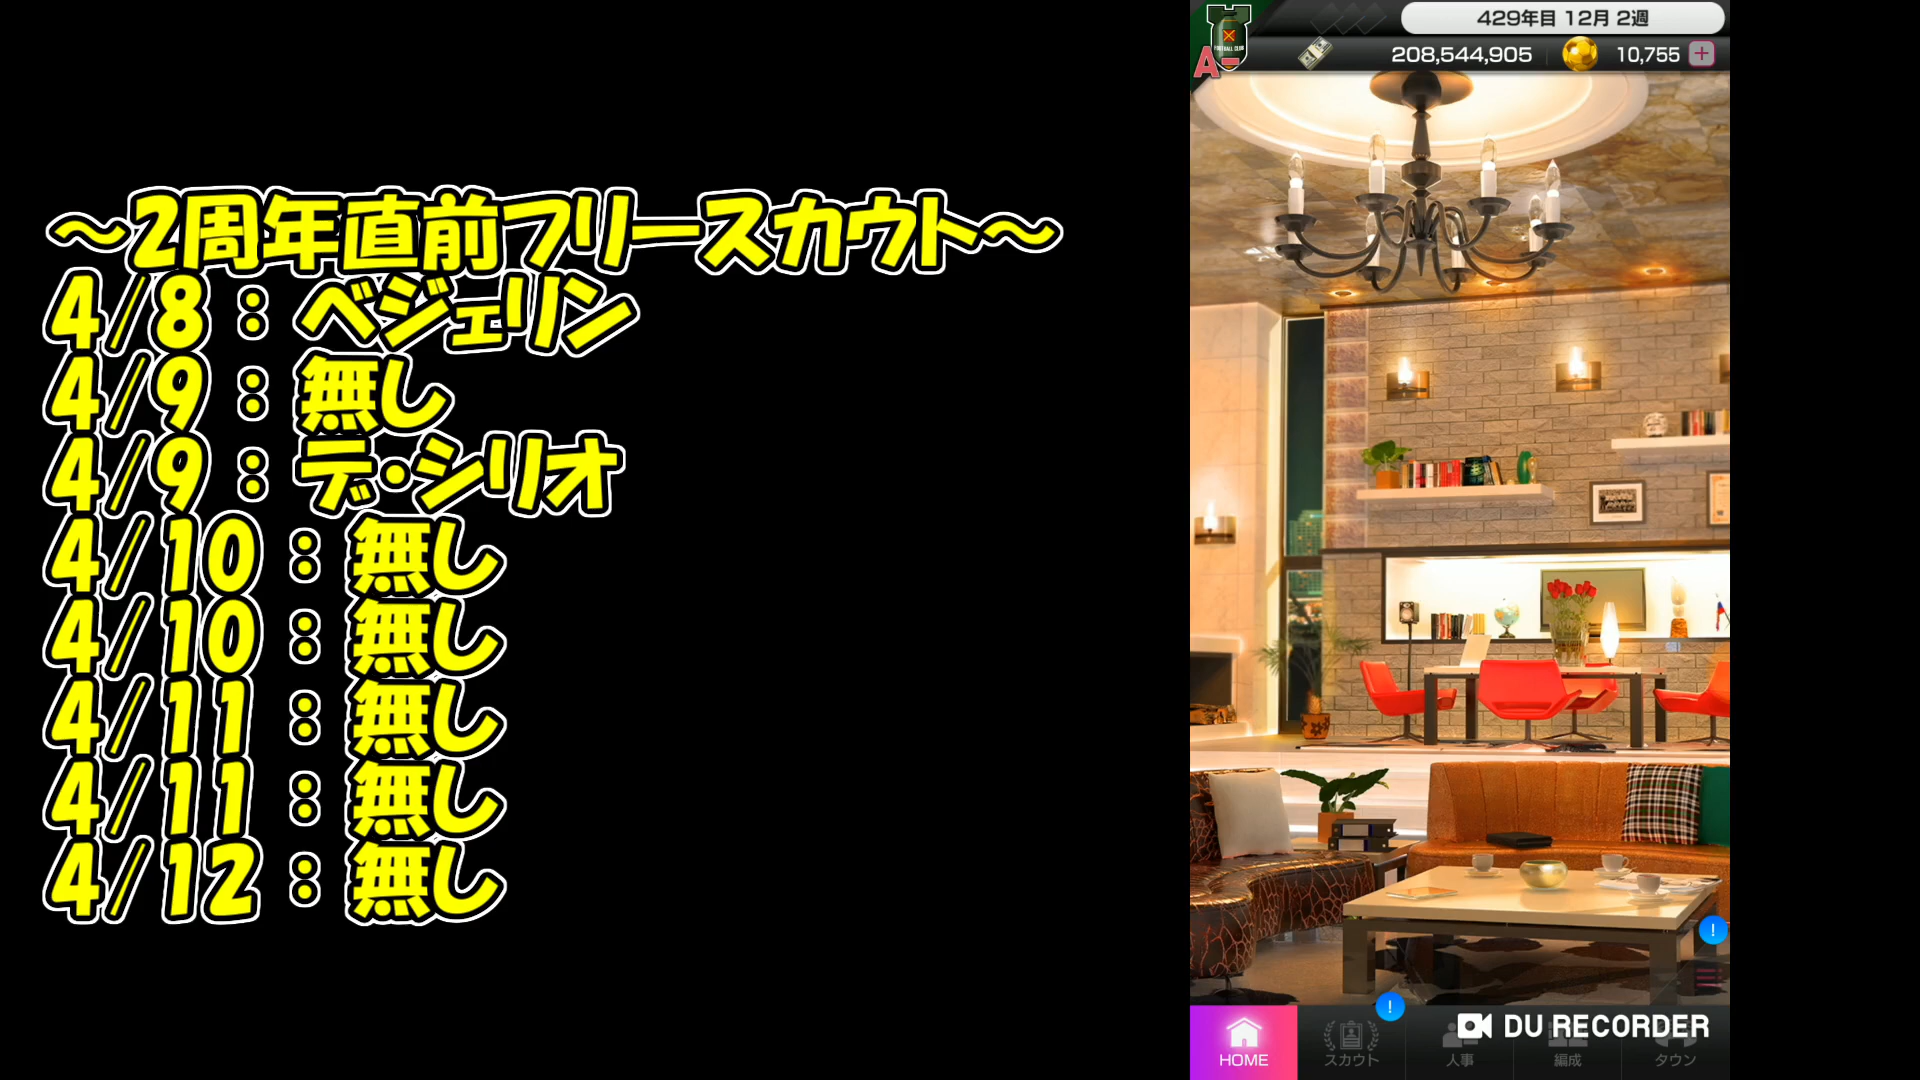 ～2周年直前フリースカウト～
4/8：ベジェリン
4/9：無し
4/9：デ・シリオ
4/10：無し
4/10：無し
4/11：無し
4/11：無し
4/12：無し
429年目 12月 2週
208,544,905
10,755
FOOTBALL CLUB
A-
DU RECORDER
HOME
スカウト
人事
編成
タウン